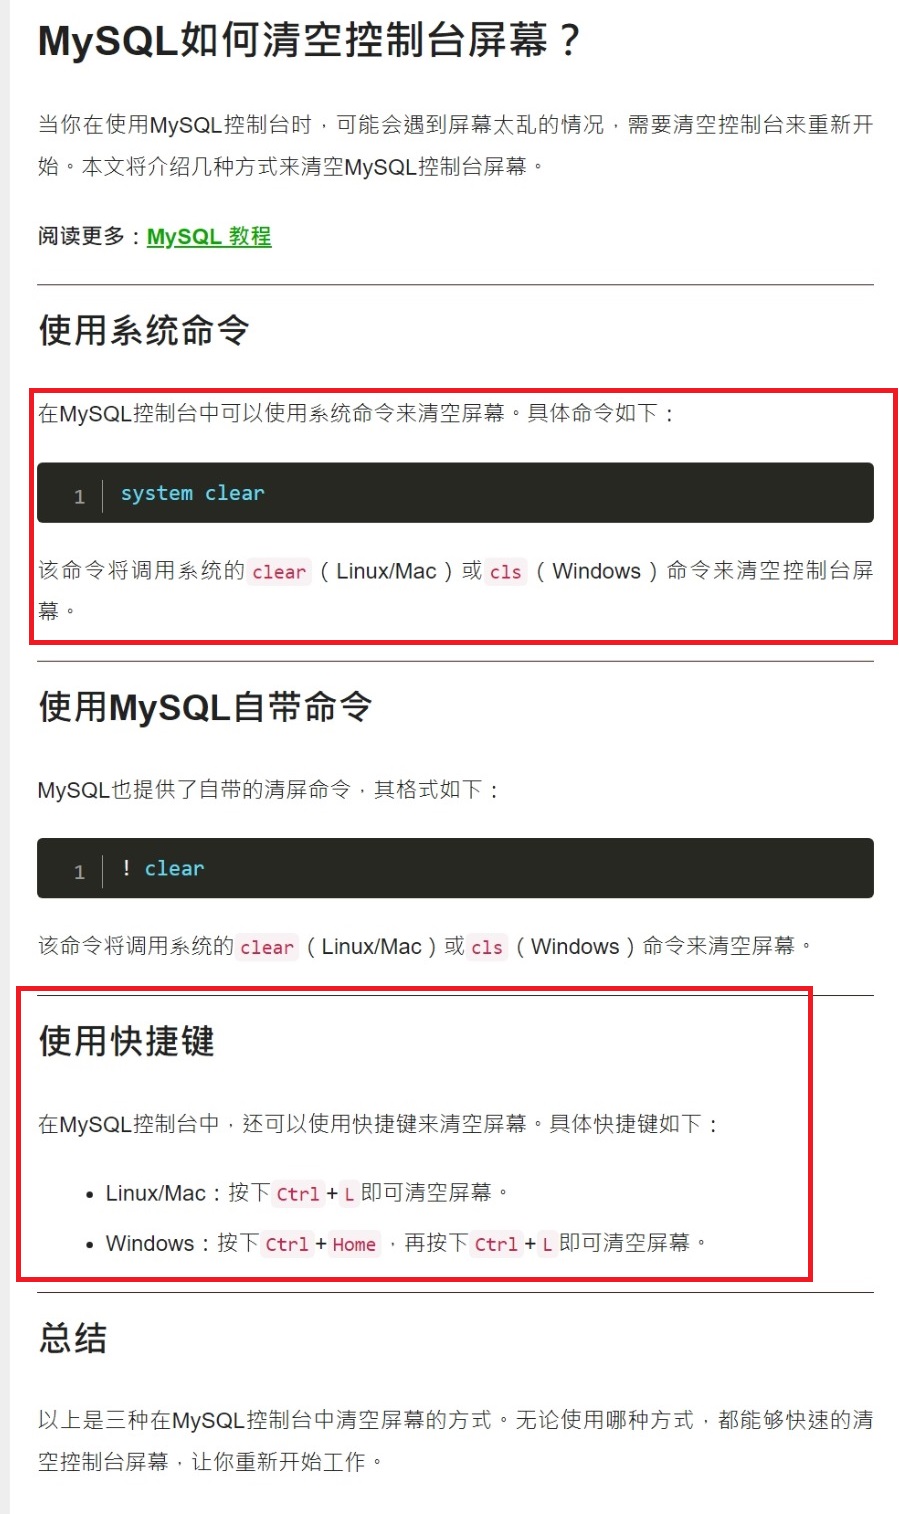 MySQL如何清空控制台屏幕？
当你在使用MySQL控制台时，可能会遇到屏幕太乱的情况，需要清空控制台来重新开
始。本文将介绍几种方式来清空MySQL控制台屏幕。
阅读更多：MySQL 教程
使用系统命令
在MySQL控制台中可以使用系统命令来清空屏幕。具体命令如下：
1 system clear
该命令将调用系统的 clear （Linux/Mac）或 cls （Windows）命令来清空控制台屏
幕。
使用MySQL自带命令
MySQL也提供了自带的清屏命令，其格式如下：
1 ! clear
该命令将调用系统的 clear （Linux/Mac）或 cls （Windows）命令来清空屏幕。
使用快捷键
在MySQL控制台中，还可以使用快捷键来清空屏幕。具体快捷键如下：
• Linux/Mac：按下 Ctrl + L 即可清空屏幕。
• Windows：按下 Ctrl + Home ，再按下 Ctrl + L 即可清空屏幕。
总结
以上是三种在MySQL控制台中清空屏幕的方式。无论使用哪种方式，都能够快速的清
空控制台屏幕，让你重新开始工作。